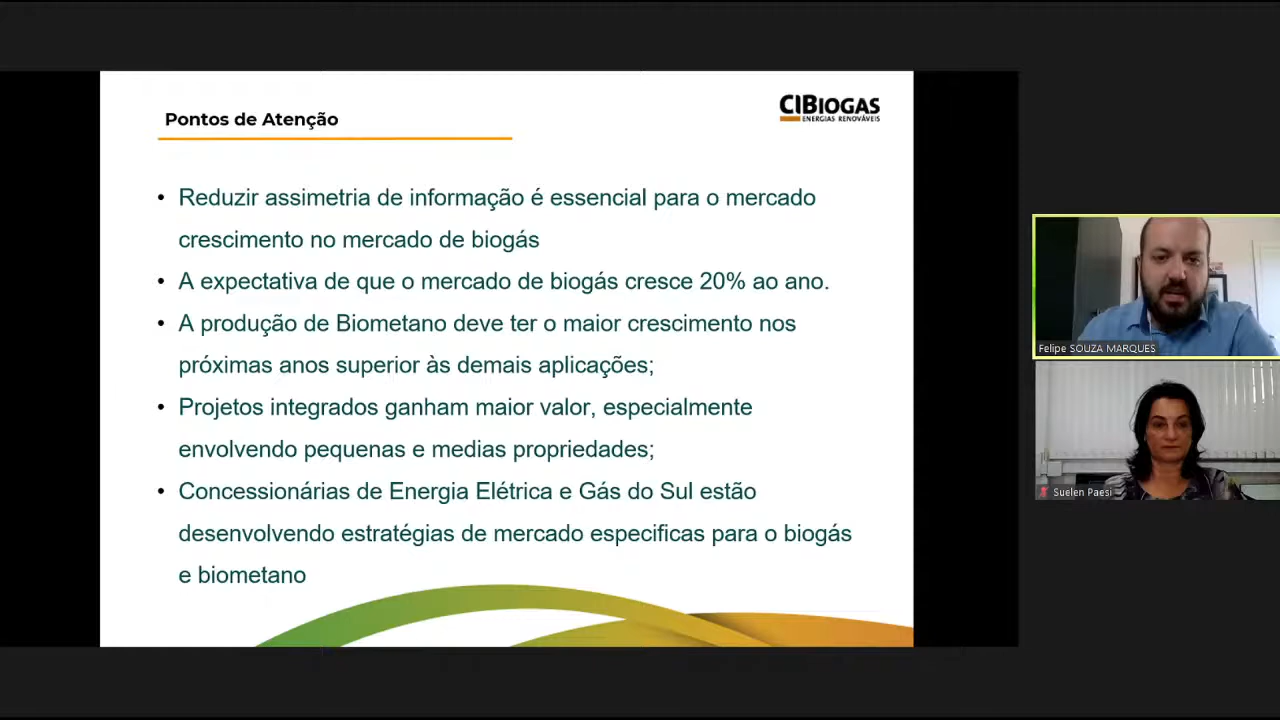 Pontos de Atenção
CIBIOGAS
ENERGIAS RENOVÁVEIS
• Reduzir assimetria de informação é essencial para o mercado
crescimento no mercado de biogás
• A expectativa de que o mercado de biogás cresce 20% ao ano.
• A produção de Biometano deve ter o maior crescimento nos
próximas anos superior às demais aplicações;
• Projetos integrados ganham maior valor, especialmente
envolvendo pequenas e medias propriedades;
• Concessionárias de Energia Elétrica e Gás do Sul estão
desenvolvendo estratégias de mercado especificas para o biogás
e biometano
Felipe SOUZA MARQUES
Suelen Paesi